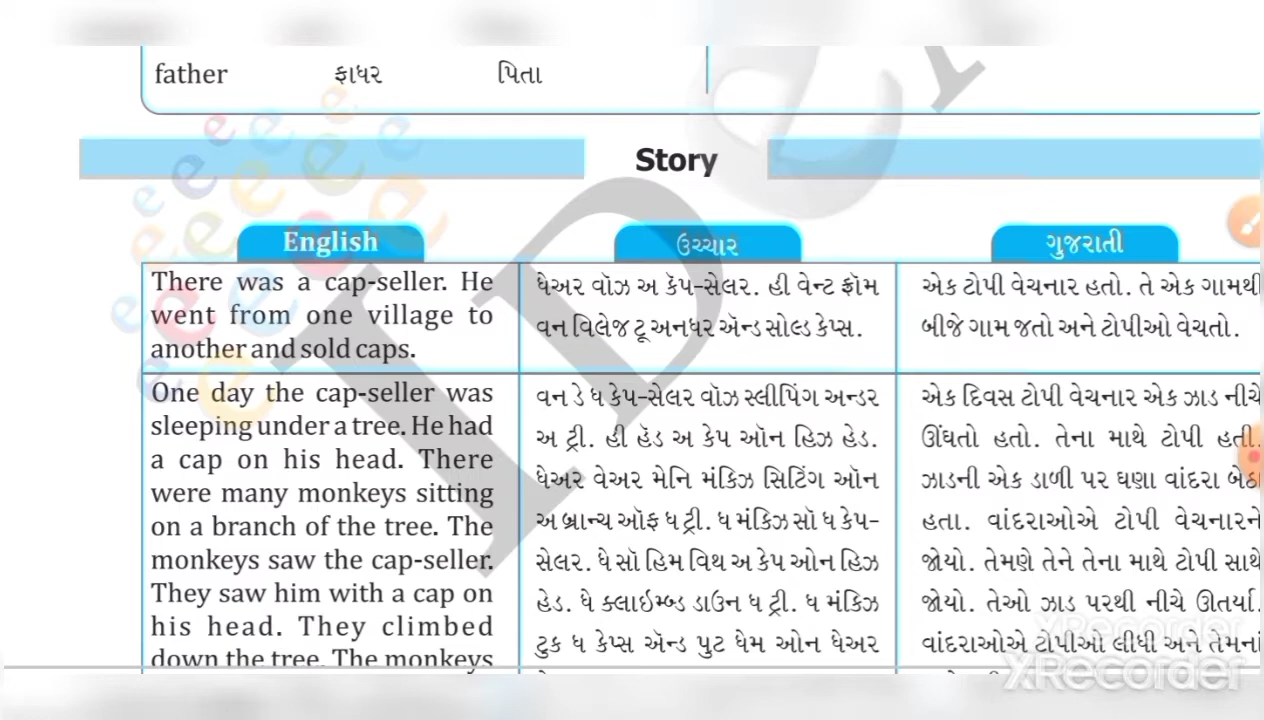 father ફાધર પિતા
Story
English
There was a cap-seller. He
went from one village to
another and sold caps.
One day the cap-seller was
sleeping under a tree. He had
a cap on his head. There
were many monkeys sitting
on a branch of the tree. The
monkeys saw the cap-seller.
They saw him with a cap on
his head. They climbed
down the tree. The monkeys
ઉચ્ચાર
ધેઅર વૉઝ અ કૅપ-સેલર. હી વેન્ટ ફ્રૉમ
વન વિલેજ ટૂ અનધર ઍન્ડ સોલ્ડ કેપ્સ.
વન ડે ધ કેપ-સેલર વૉઝ સ્લીપિંગ અન્ડર
અ ટ્રી. હી હૅડ અ કેપ ઑન હિઝ હેડ.
ધેઅર વેઅર મેનિ મંકિઝ સિટિંગ ઑન
અ બ્રાન્ચ ઑફ ધ ટ્રી. ધ મંકિઝ સૉ ધ કેપ-
સેલર. ધે સૉ હિમ વિથ અ કેપ ઓન હિઝ
હેડ. ધે ક્લાઇમ્બ્ડ ડાઉન ધ ટ્રી. ધ મંકિઝ
ટુક ધ કેપ્સ ઍન્ડ પુટ ધેમ ઓન ધેઅર
ગુજરાતી
એક ટોપી વેચનાર હતો. તે એક ગામથી
બીજે ગામ જતો અને ટોપીઓ વેચતો.
એક દિવસ ટોપી વેચનાર એક ઝાડ નીચે
ઊંઘતો હતો. તેના માથે ટોપી હતી.
ઝાડની એક ડાળી પર ઘણા વાંદરા બેઠા
હતા. વાંદરાઓએ ટોપી વેચનારને
જોયો. તેમણે તેને તેના માથે ટોપી સાથે
જોયો. તેઓ ઝાડ પરથી નીચે ઊતર્યા.
વાંદરાઓએ ટોપીઓ લીધી અને તેમનાં
XRecorder